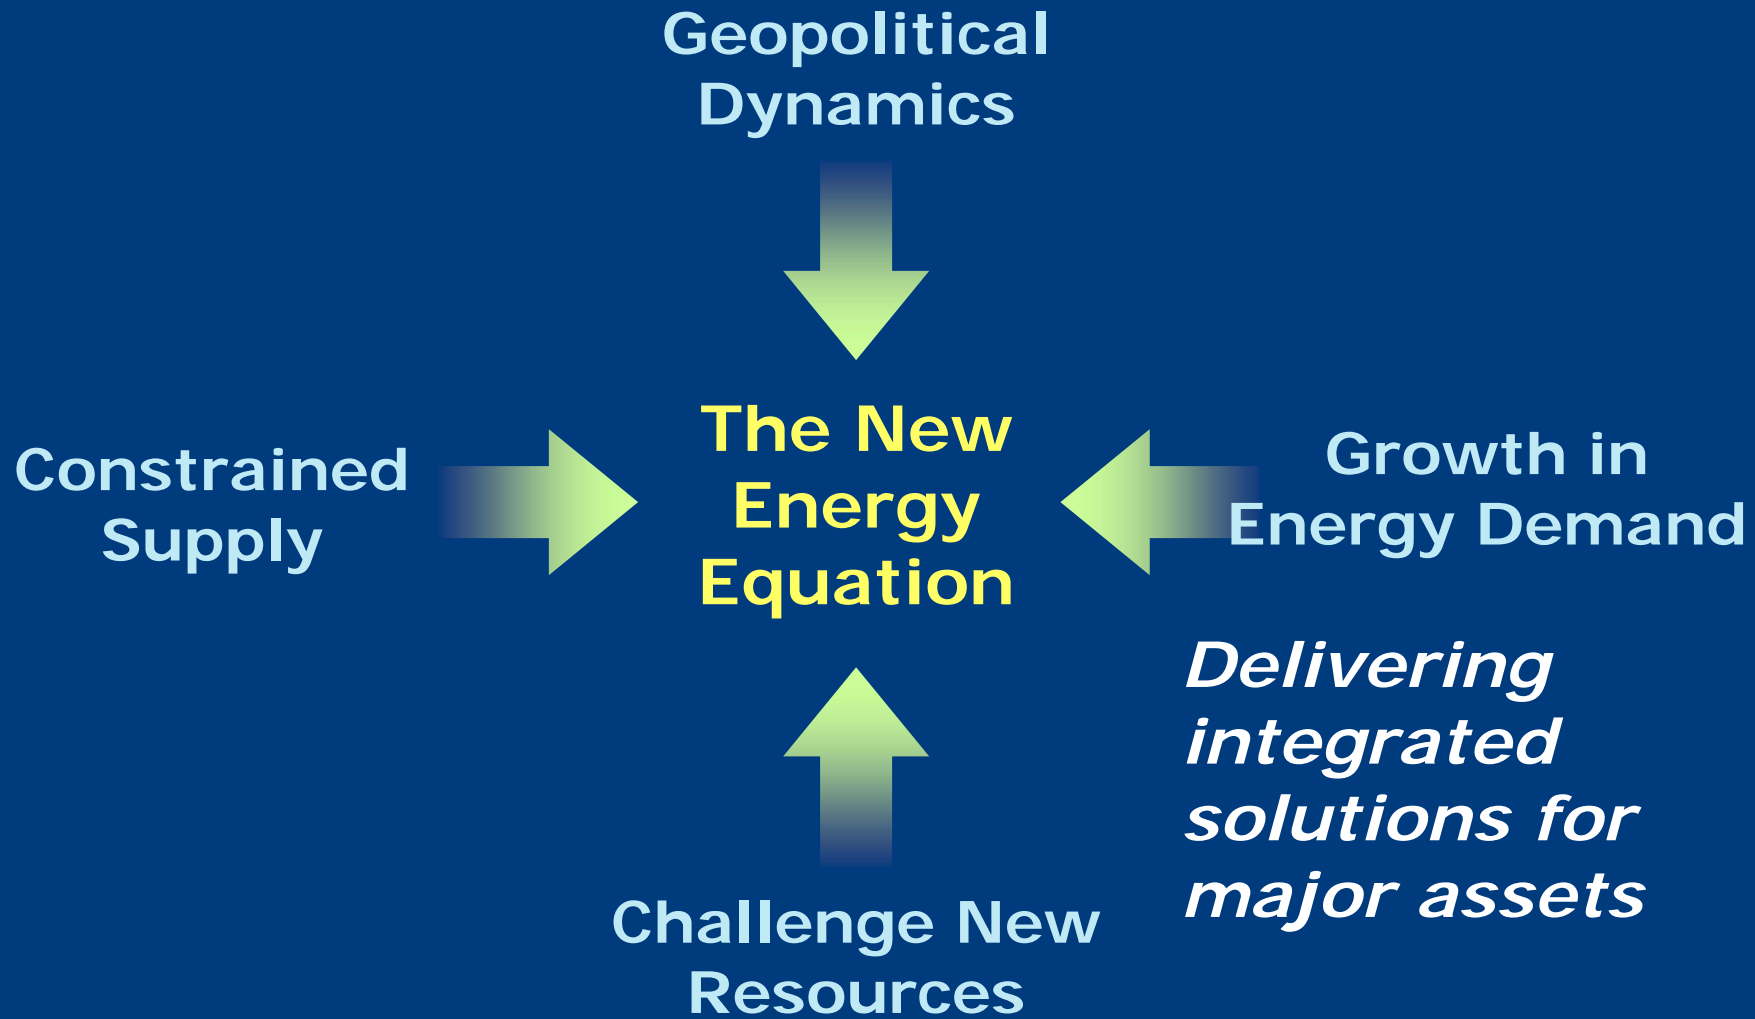 Geopolitical
Dynamics
Constrained
Supply
The New
Energy
Equation
Growth in
Energy Demand
Delivering
integrated
solutions for
major assets
Challenge New
Resources